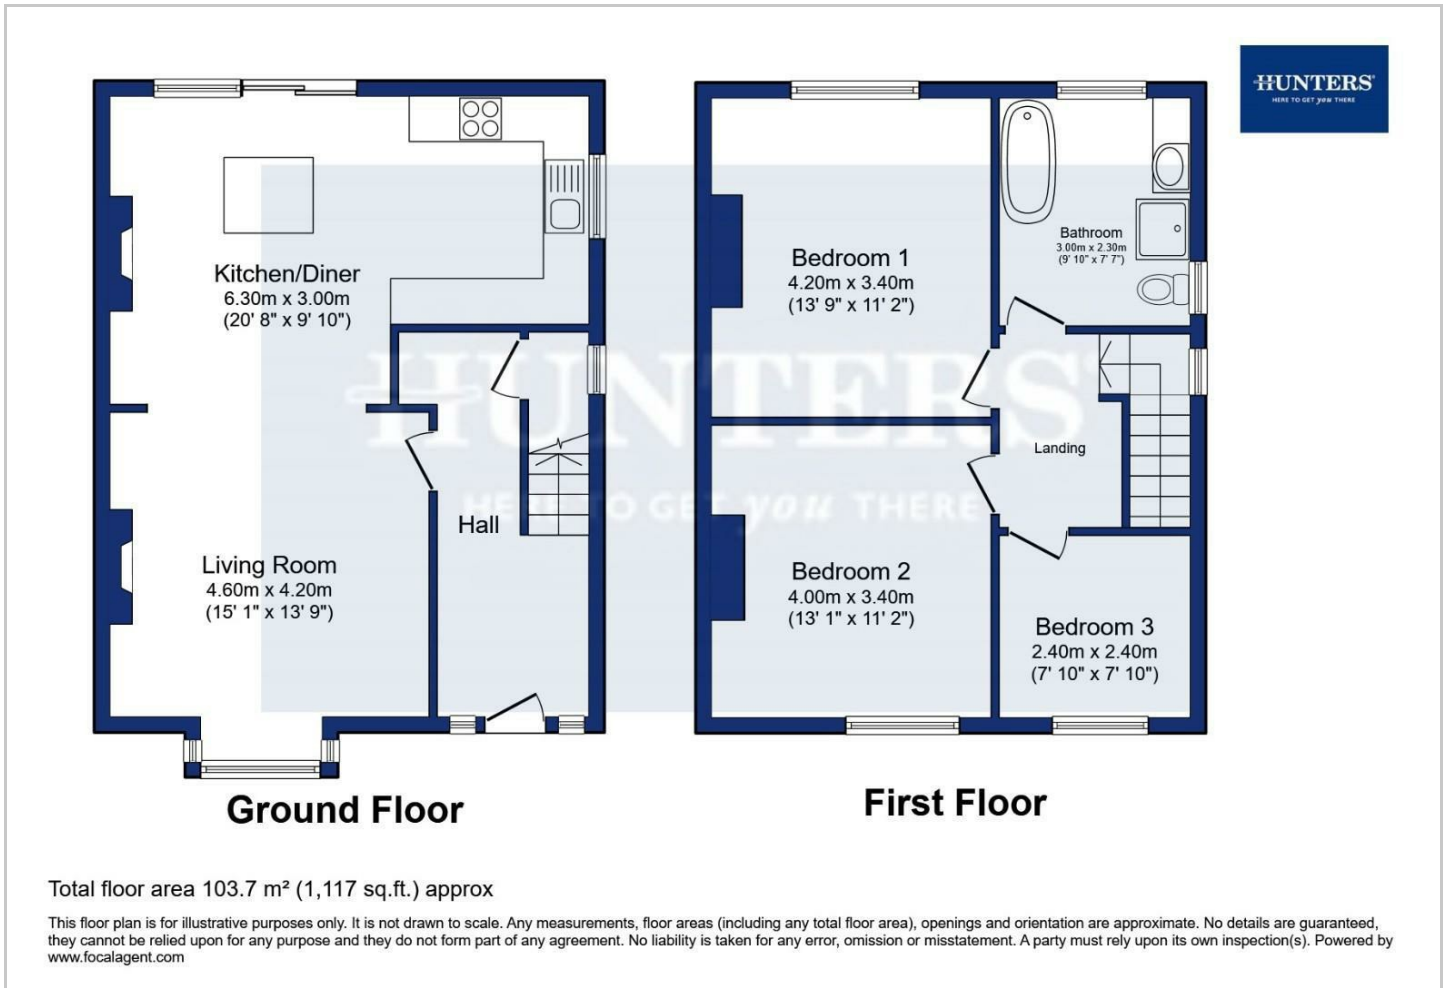 HUNTERS®
HERE TO GET you THERE
Kitchen/Diner
6.30m x 3.00m
(20' 8" x 9' 10")
Living Room
4.60m x 4.20m
(15' 1" x 13' 9")
Hall
Bedroom 1
4.20m x 3.40m
(13' 9" x 11' 2")
Bathroom
3.00m x 2.30m
(9' 10" x 7' 7")
Landing
Bedroom 2
4.00m x 3.40m
(13' 1" x 11' 2")
Bedroom 3
2.40m x 2.40m
(7' 10" x 7' 10")
HUNTERS®
HERE TO GET you THERE
Ground Floor
First Floor
Total floor area 103.7 m² (1,117 sq.ft.) approx
This floor plan is for illustrative purposes only. It is not drawn to scale. Any measurements, floor areas (including any total floor area), openings and orientation are approximate. No details are guaranteed,
they cannot be relied upon for any purpose and they do not form part of any agreement. No liability is taken for any error, omission or misstatement. A party must rely upon its own inspection(s). Powered by
www.focalagent.com